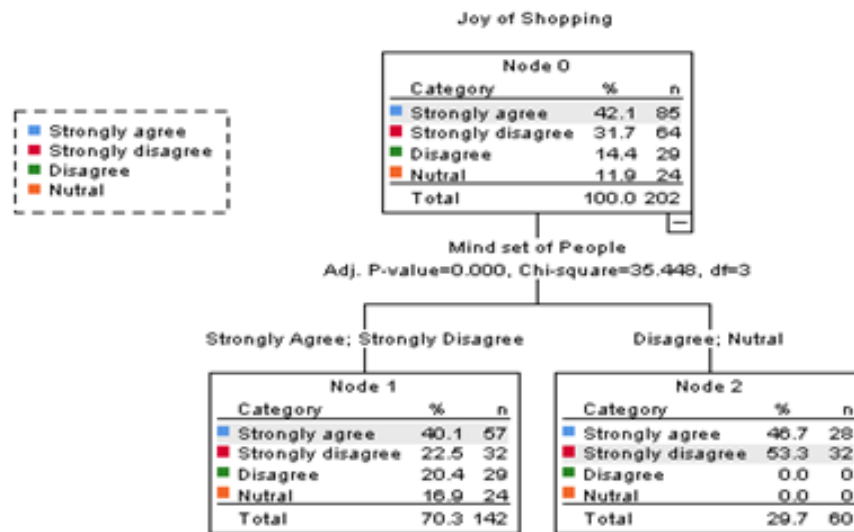 Joy of Shopping
Strongly agree
Strongly disagree
Disagree
Nutral
Node 0
Category % n
Strongly agree 42.1 85
Strongly disagree 31.7 64
Disagree 14.4 29
Nutral 11.9 24
Total 100.0 202
Mind set of People
Adj. P-value=0.000, Chi-square=35.448, df=3
Strongly Agree; Strongly Disagree
Disagree; Nutral
Node 1
Category % n
Strongly agree 40.1 57
Strongly disagree 22.5 32
Disagree 20.4 29
Nutral 16.9 24
Total 70.3 142
Node 2
Category % n
Strongly agree 46.7 28
Strongly disagree 53.3 32
Disagree 0.0 0
Nutral 0.0 0
Total 29.7 60